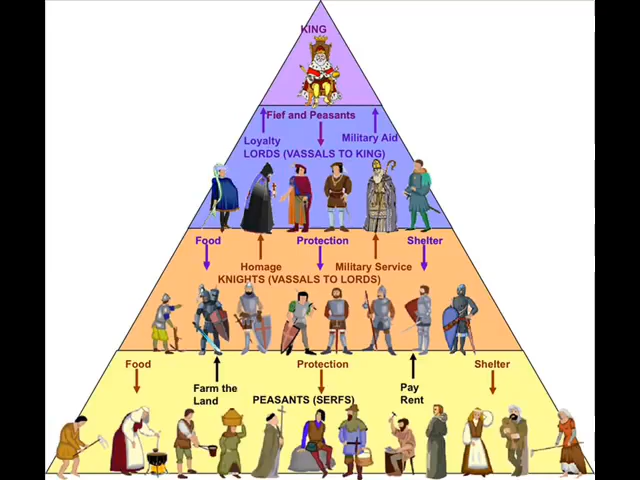 KING
Fief and Peasants
Loyalty
Military Aid
LORDS (VASSALS TO KING)
Food
Protection
Shelter
Homage
Military Service
KNIGHTS (VASSALS TO LORDS)
Food
Protection
Shelter
Farm the
Land
PEASANTS (SERFS)
Pay
Rent